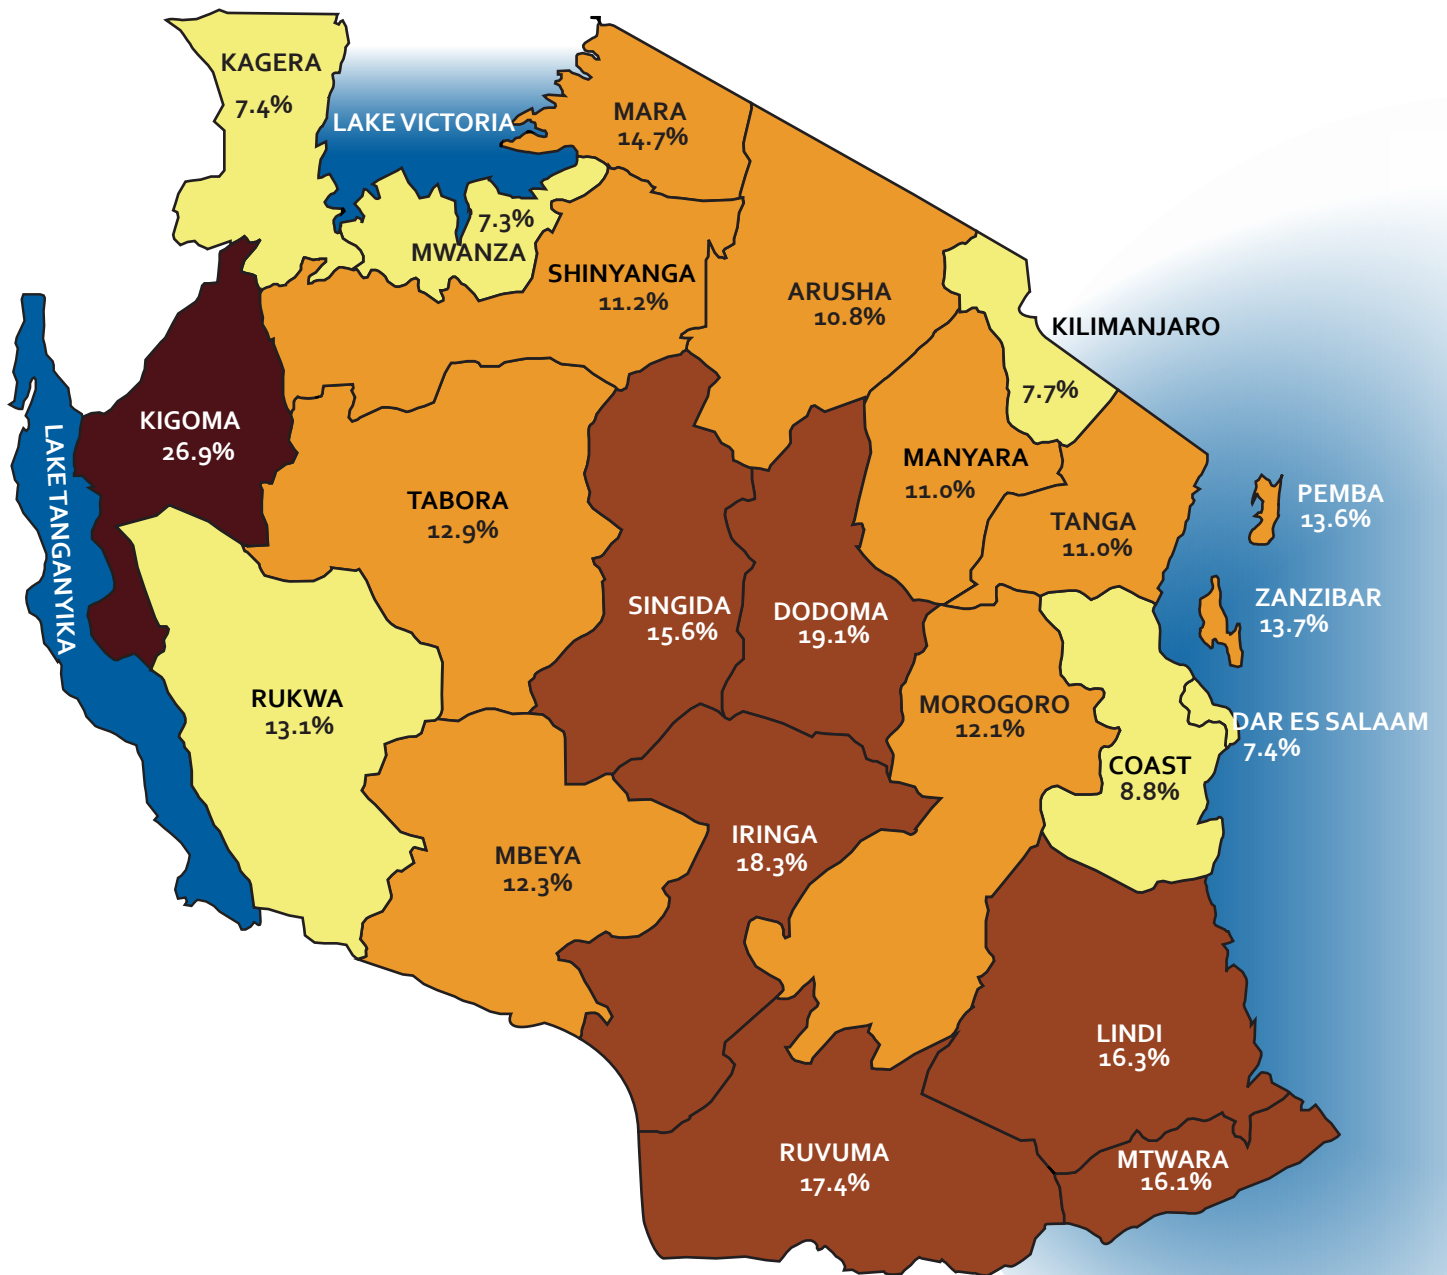 KAGERA
7.4%
LAKE VICTORIA
MARA
14.7%
7.3%
MWANZA
SHINYANGA
11.2%
ARUSHA
10.8%
KILIMANJARO
7.7%
KIGOMA
26.9%
LAKE TANGANYIKA
TABORA
12.9%
MANYARA
11.0%
TANGA
11.0%
PEMBA
13.6%
ZANZIBAR
13.7%
SINGIDA
15.6%
DODOMA
19.1%
RUKWA
13.1%
MOROGORO
12.1%
DAR ES SALAAM
7.4%
COAST
8.8%
MBEYA
12.3%
IRINGA
18.3%
LINDI
16.3%
RUVUMA
17.4%
MTWARA
16.1%